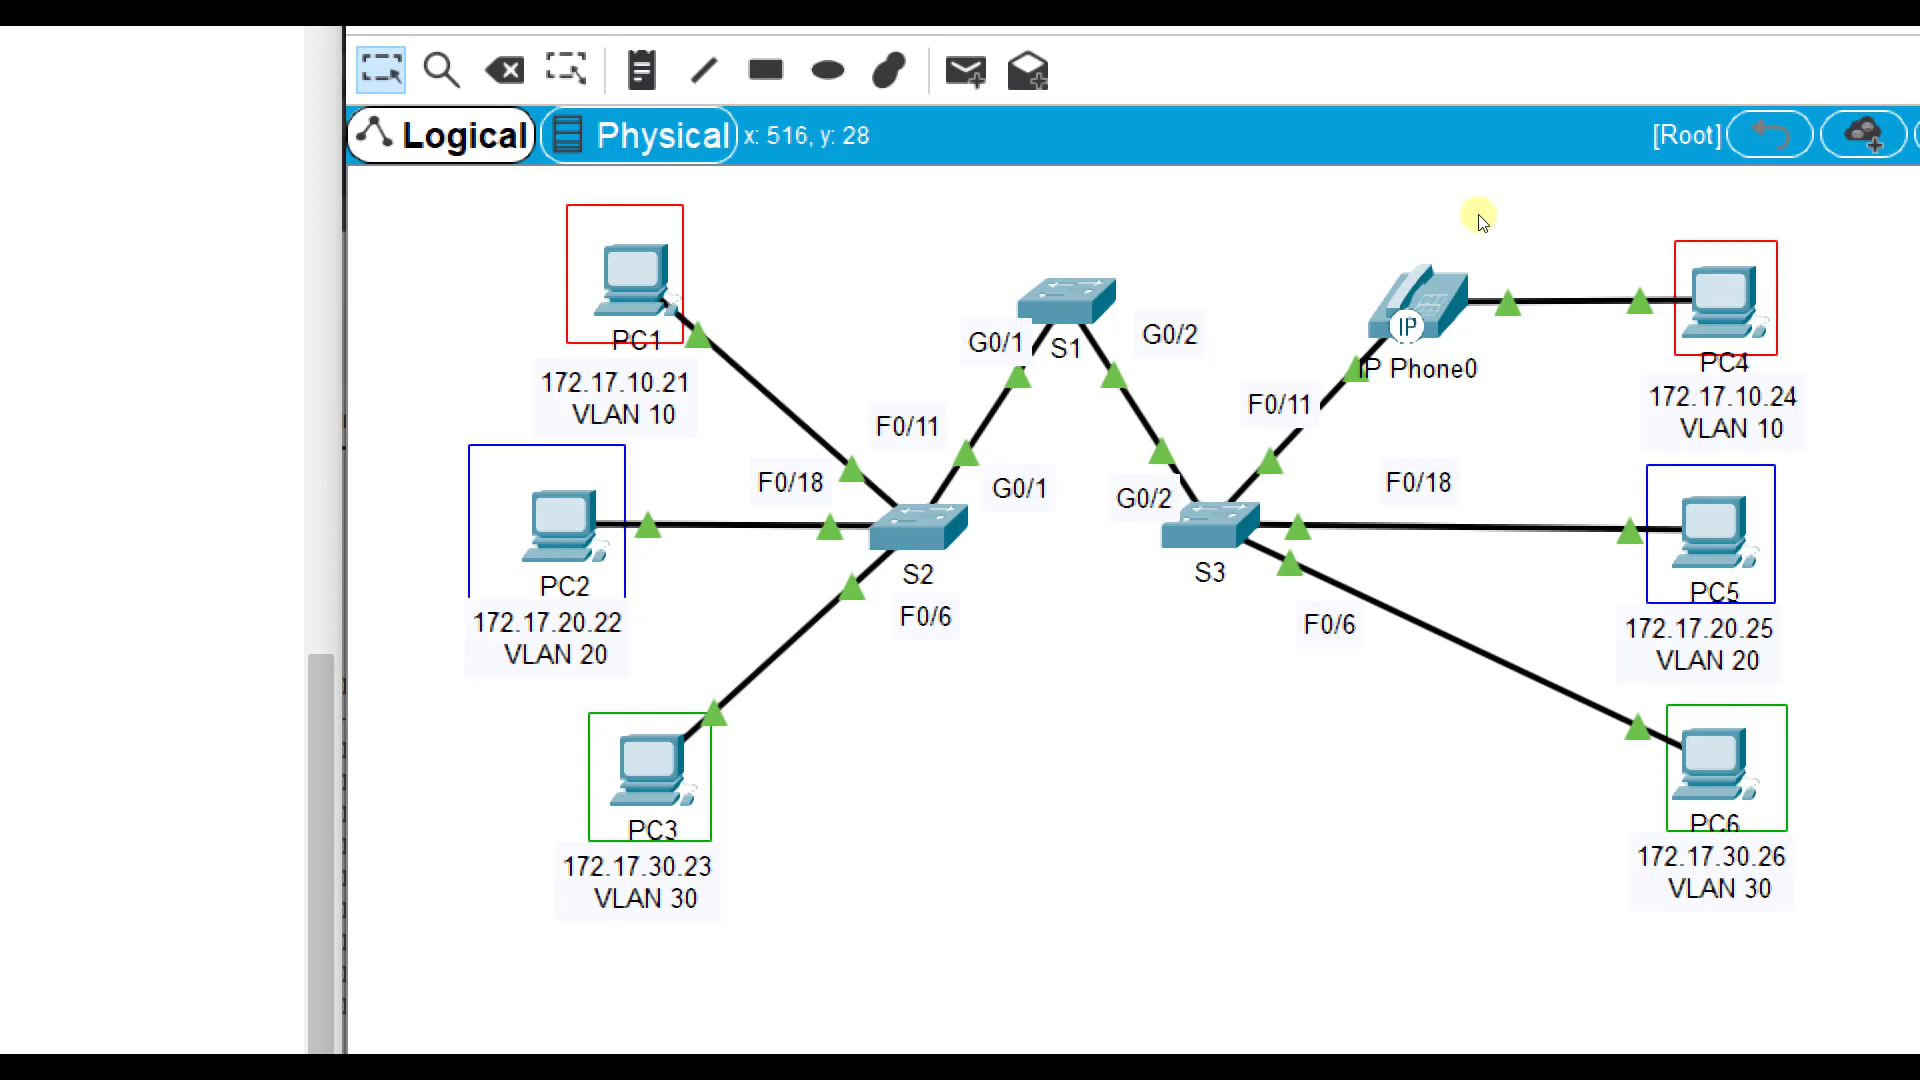 Logical
Physical
x: 516, y: 28
[Root]
PC1
172.17.10.21
VLAN 10
G0/1
S1
G0/2
IP
IP Phone0
PC4
172.17.10.24
VLAN 10
F0/11
F0/11
F0/18
G0/1
G0/2
F0/18
PC2
172.17.20.22
VLAN 20
S2
F0/6
S3
F0/6
PC5
172.17.20.25
VLAN 20
PC3
172.17.30.23
VLAN 30
PC6
172.17.30.26
VLAN 30